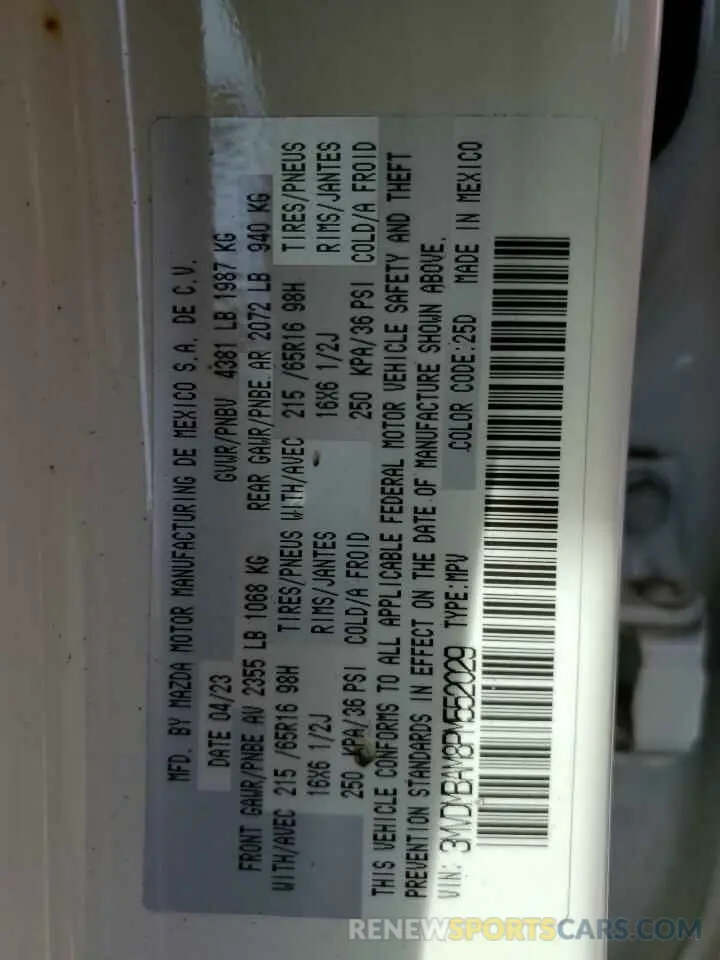 MFD. BY MAZDA MOTOR MANUFACTURING DE MEXICO S.A. DE C.V.
DATE 04/23 GVWR/PNBV 4381 LB 1987 KG
FRONT GAWR/PNBE AV 2355 LB 1068 KG REAR GAWR/PNBE AR 2072 LB 940 KG
WITH/AVEC 215 /65R16 98H TIRES/PNEUS WITH/AVEC 215 /65R16 98H TIRES/PNEUS
16X6 1/2J RIMS/JANTES 16X6 1/2J RIMS/JANTES
250 KPA/36 PSI COLD/A FROID 250 KPA/36 PSI COLD/A FROID
THIS VEHICLE CONFORMS TO ALL APPLICABLE FEDERAL MOTOR VEHICLE SAFETY AND THEFT
PREVENTION STANDARDS IN EFFECT ON THE DATE OF MANUFACTURE SHOWN ABOVE.
VIN: 3MVDMBAM8PM552029 TYPE:MPV COLOR CODE:25D MADE IN MEXICO
RENEWSPORTSCARS.COM